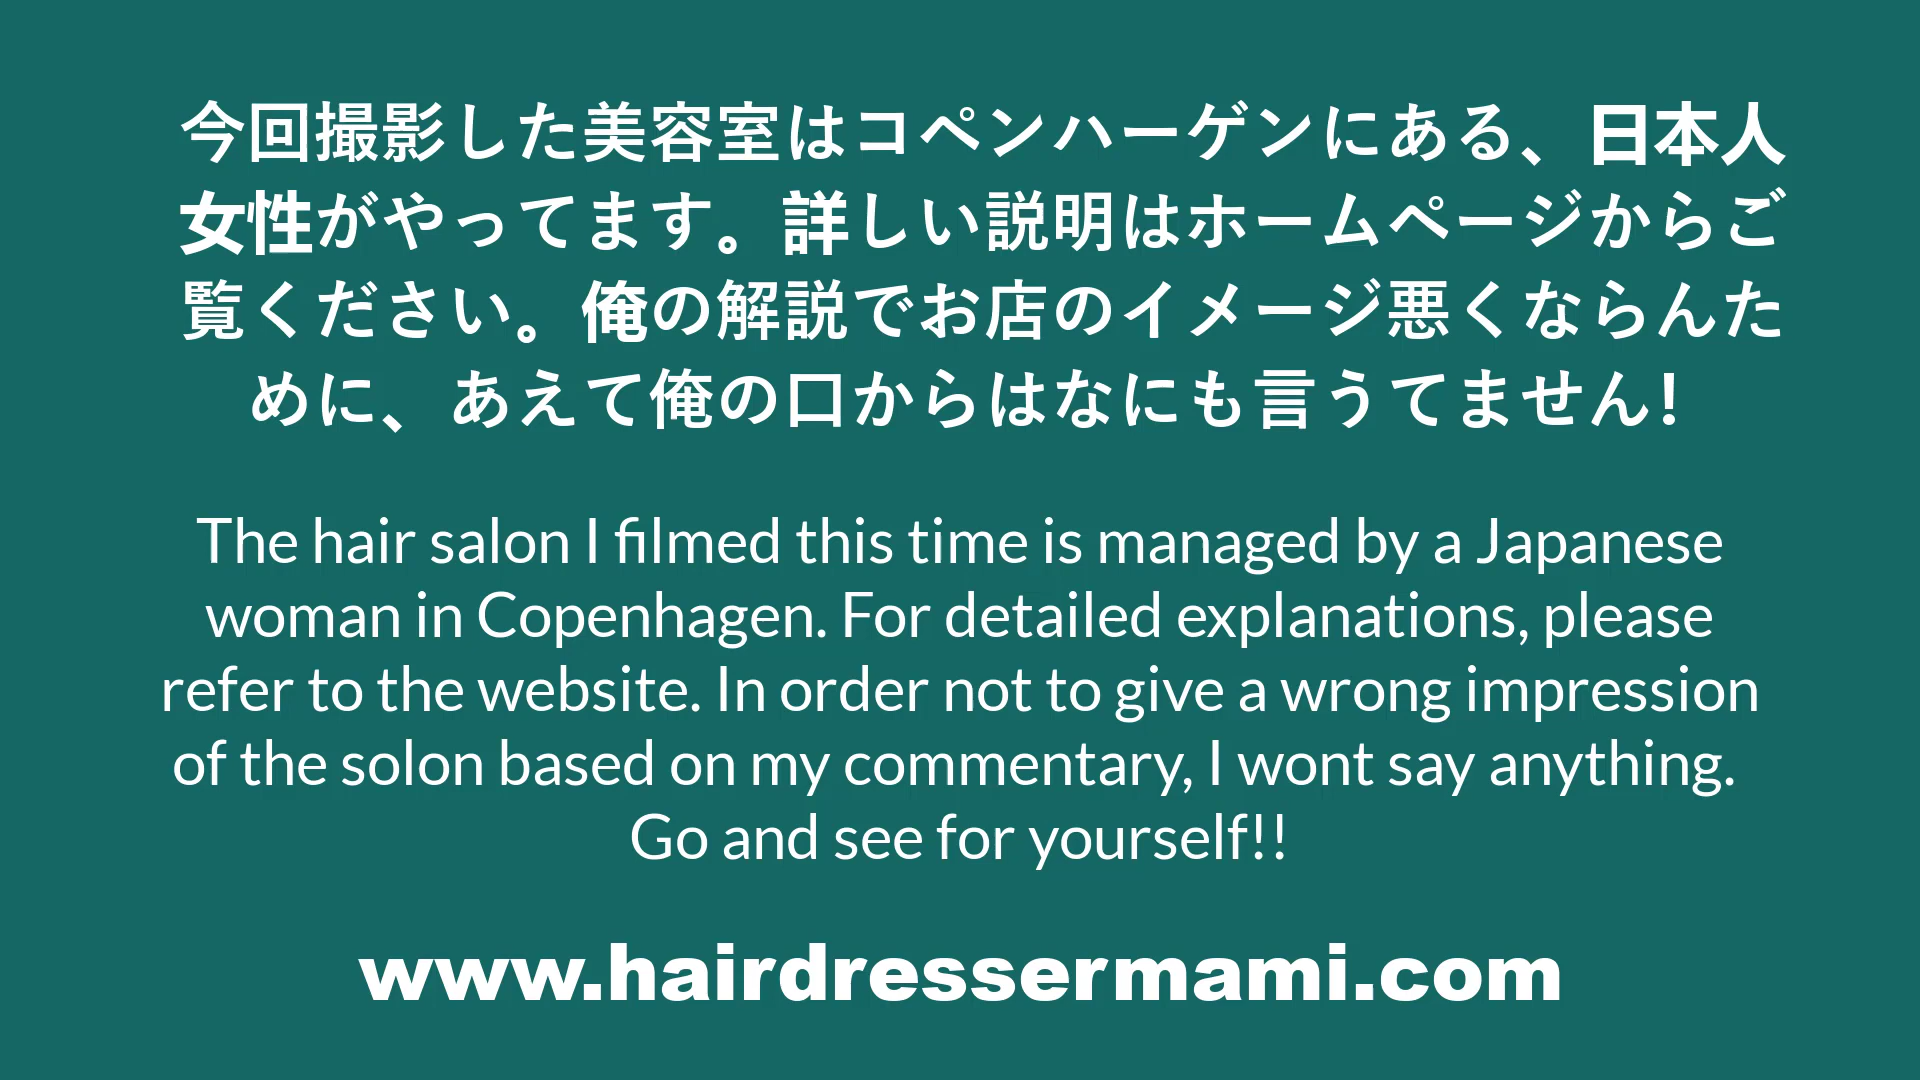 今回撮影した美容室はコペンハーゲンにある、日本人
女性がやってます。詳しい説明はホームページからご
覧ください。俺の解説でお店のイメージ悪くならんた
めに、あえて俺の口からはなにも言うてません!
The hair salon I filmed this time is managed by a Japanese
woman in Copenhagen. For detailed explanations, please
refer to the website. In order not to give a wrong impression
of the solon based on my commentary, I wont say anything.
Go and see for yourself!!
www.hairdressermami.com